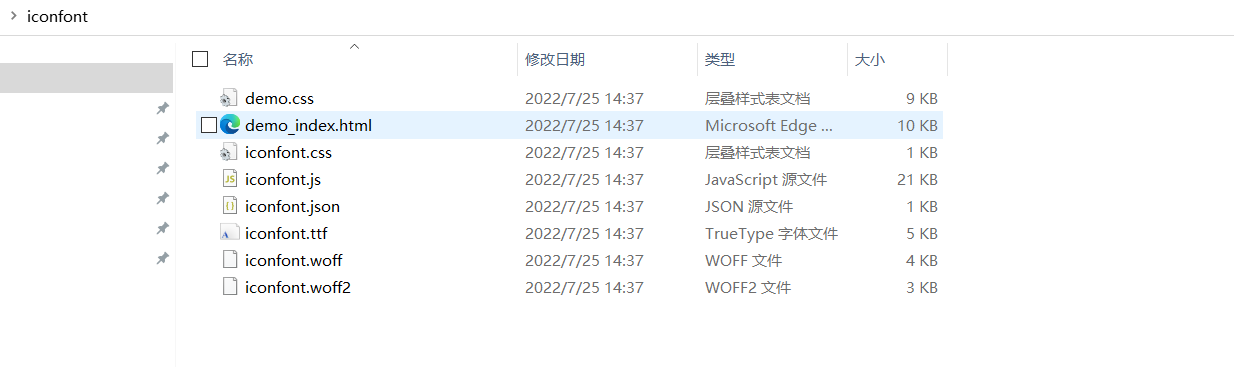 iconfont
名称 修改日期 类型 大小
demo.css 2022/7/25 14:37 层叠样式表文档 9 KB
demo_index.html 2022/7/25 14:37 Microsoft Edge ... 10 KB
iconfont.css 2022/7/25 14:37 层叠样式表文档 1 KB
iconfont.js 2022/7/25 14:37 JavaScript 源文件 21 KB
iconfont.json 2022/7/25 14:37 JSON 源文件 1 KB
iconfont.ttf 2022/7/25 14:37 TrueType 字体文件 5 KB
iconfont.woff 2022/7/25 14:37 WOFF 文件 4 KB
iconfont.woff2 2022/7/25 14:37 WOFF2 文件 3 KB